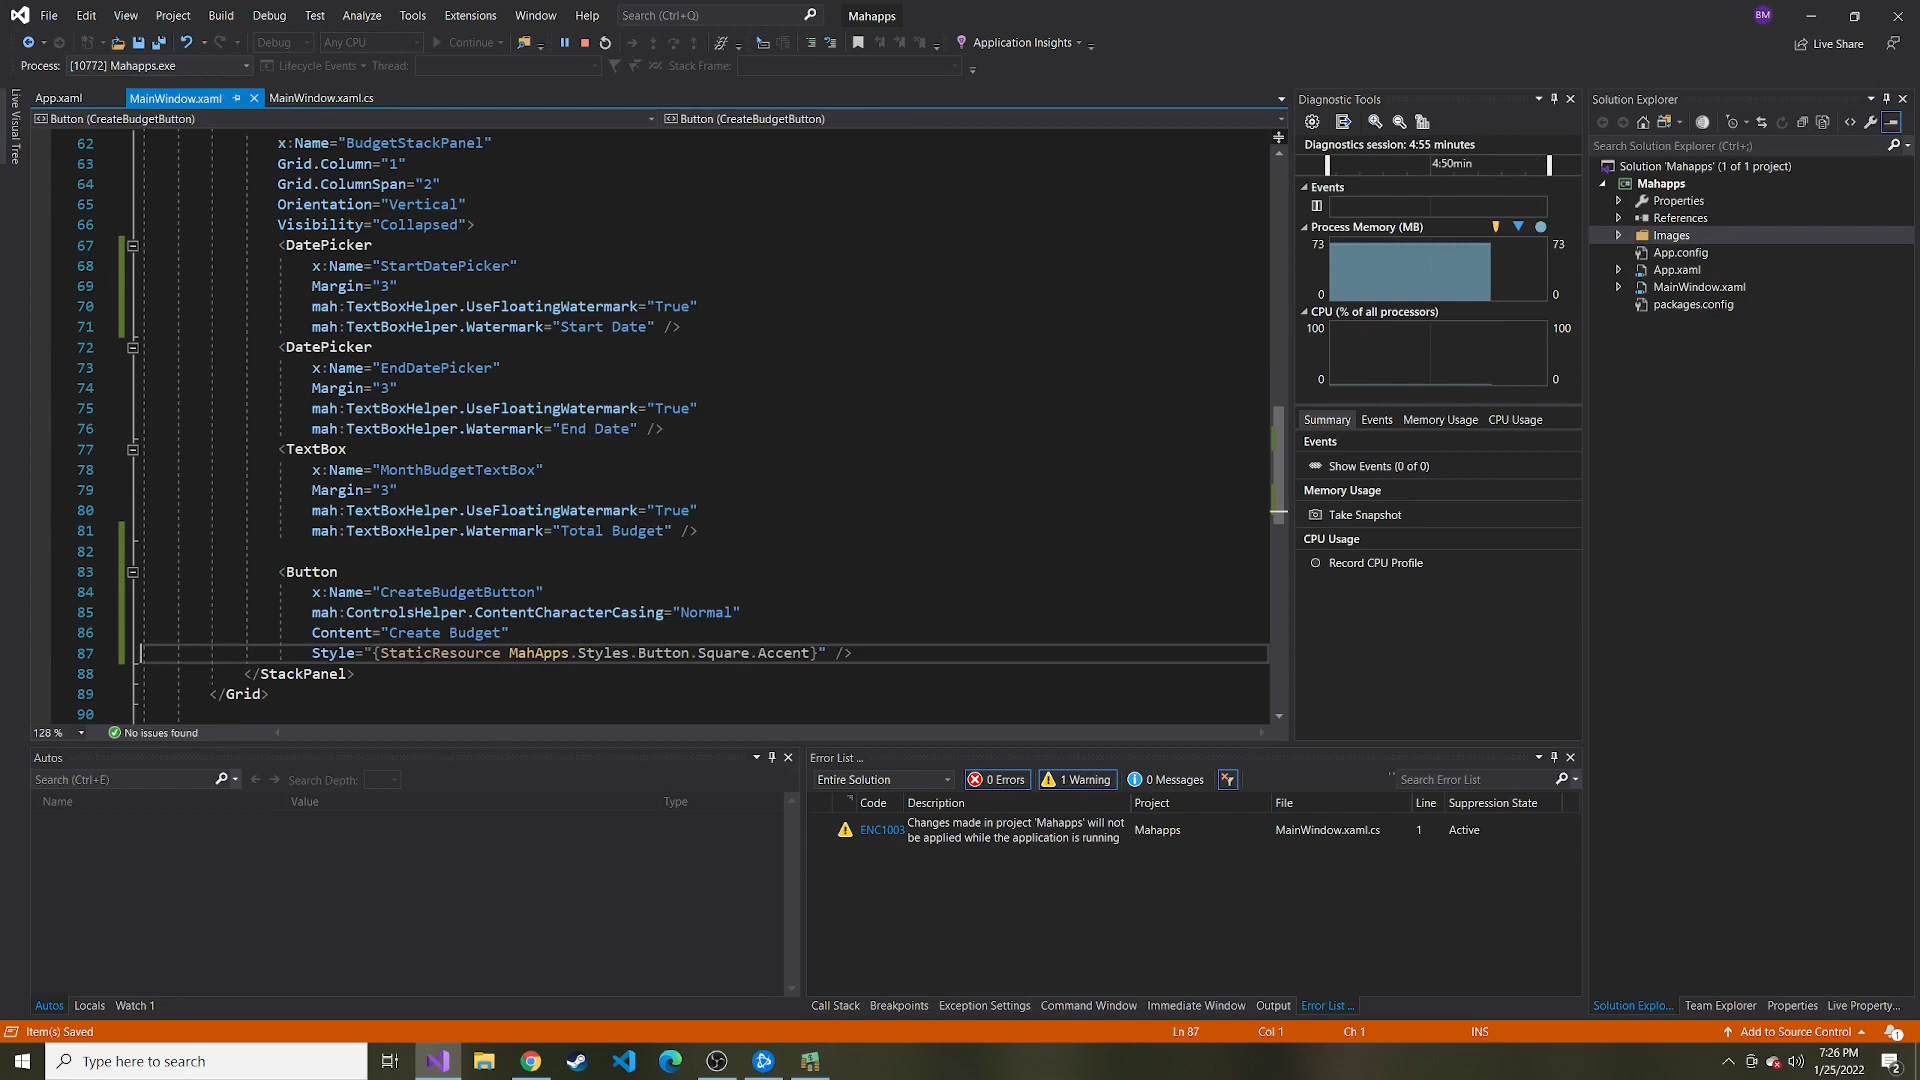 File Edit View Project Build Debug Test Analyze Tools Extensions Window Help Search (Ctrl+Q) Mahapps BM
Debug Any CPU Continue Application Insights Live Share
Process: [10772] Mahapps.exe Lifecycle Events Thread: Stack Frame:
Live Visual Tree
App.xaml MainWindow.xaml MainWindow.xaml.cs
Button (CreateBudgetButton) Button (CreateBudgetButton)
62 x:Name="BudgetStackPanel"
63 Grid.Column="1"
64 Grid.ColumnSpan="2"
65 Orientation="Vertical"
66 Visibility="Collapsed">
67 <DatePicker
68 x:Name="StartDatePicker"
69 Margin="3"
70 mah:TextBoxHelper.UseFloatingWatermark="True"
71 mah:TextBoxHelper.Watermark="Start Date" />
72 <DatePicker
73 x:Name="EndDatePicker"
74 Margin="3"
75 mah:TextBoxHelper.UseFloatingWatermark="True"
76 mah:TextBoxHelper.Watermark="End Date" />
77 <TextBox
78 x:Name="MonthBudgetTextBox"
79 Margin="3"
80 mah:TextBoxHelper.UseFloatingWatermark="True"
81 mah:TextBoxHelper.Watermark="Total Budget" />
82
83 <Button
84 x:Name="CreateBudgetButton"
85 mah:ControlsHelper.ContentCharacterCasing="Normal"
86 Content="Create Budget"
87 Style="{StaticResource MahApps.Styles.Button.Square.Accent}" />
88 </StackPanel>
89 </Grid>
90
128 % No issues found
Diagnostic Tools
Diagnostics session: 4:55 minutes
4:50min
Events
Process Memory (MB)
73 73
0 0
CPU (% of all processors)
100 100
0 0
Summary Events Memory Usage CPU Usage
Events
Show Events (0 of 0)
Memory Usage
Take Snapshot
CPU Usage
Record CPU Profile
Solution Explorer
Search Solution Explorer (Ctrl+;)
Solution 'Mahapps' (1 of 1 project)
Mahapps
Properties
References
Images
App.config
App.xaml
MainWindow.xaml
packages.config
Autos
Search (Ctrl+E) Search Depth:
Name Value Type
Autos Locals Watch 1
Error List ...
Entire Solution 0 Errors 1 Warning 0 Messages Search Error List
Code Description Project File Line Suppression State
ENC1003 Changes made in project 'Mahapps' will not be applied while the application is running Mahapps MainWindow.xaml.cs 1 Active
Call Stack Breakpoints Exception Settings Command Window Immediate Window Output Error List ...
Solution Explo... Team Explorer Properties Live Property...
Item(s) Saved Ln 87 Col 1 Ch 1 INS Add to Source Control 1
Type here to search 7:26 PM
1/25/2022 2